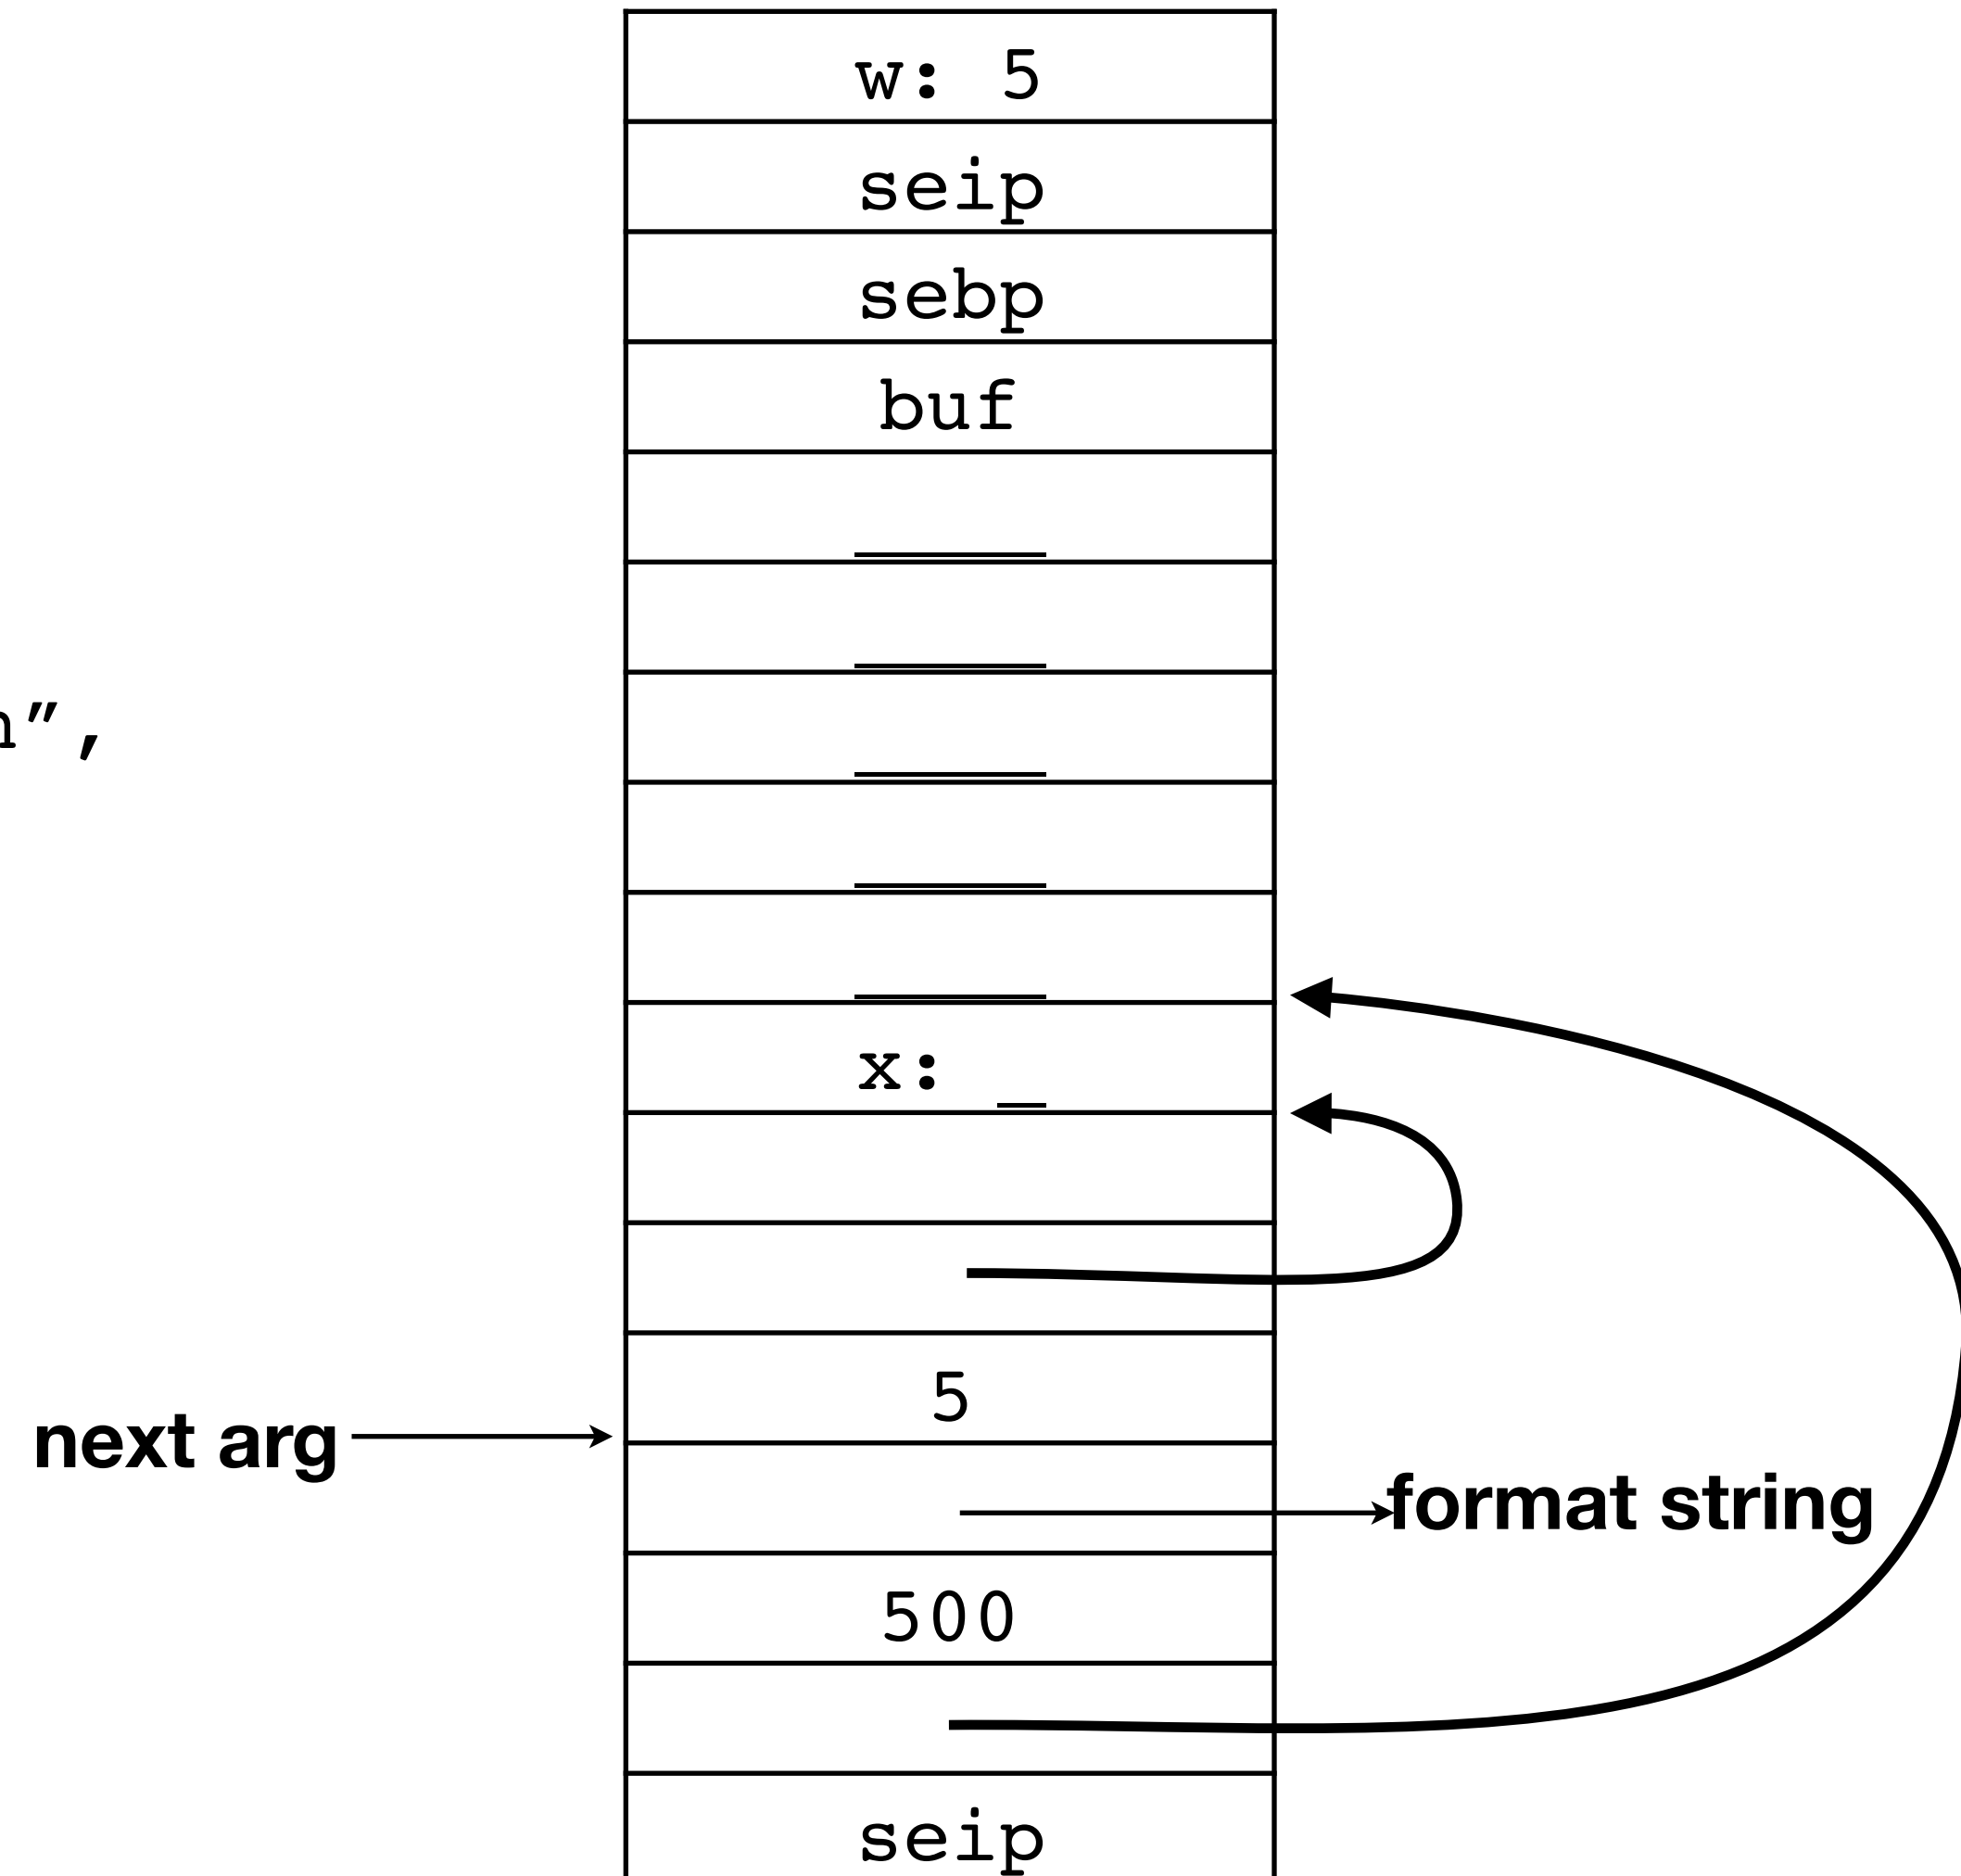 w: 5
seip
sebp
buf
n”,
x: _
5
next arg
format string
500
seip